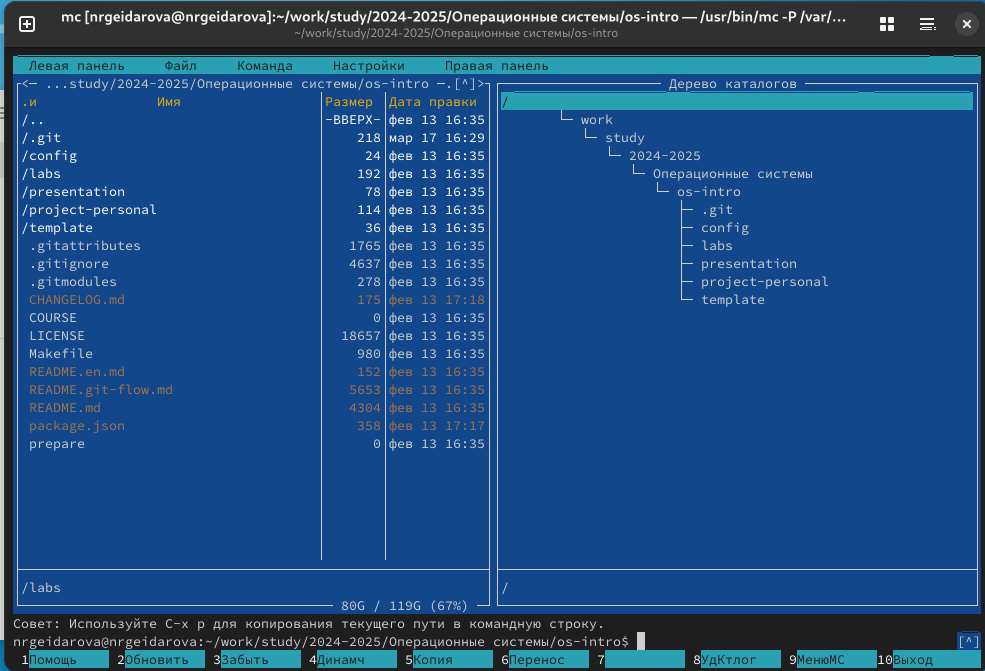 mc [nrgeidarova@nrgeidarova]:~/work/study/2024-2025/Операционные системы/os-intro — /usr/bin/mc -P /var/…
~/work/study/2024-2025/Операционные системы/os-intro
Левая панель Файл Команда Настройки Правая панель
<— ...study/2024-2025/Операционные системы/os-intro —.[^]>
.и Имя Размер Дата правки
/.. -ВВЕРХ- фев 13 16:35
/.git 218 мар 17 16:29
/config 24 фев 13 16:35
/labs 192 фев 13 16:35
/presentation 78 фев 13 16:35
/project-personal 114 фев 13 16:35
/template 36 фев 13 16:35
.gitattributes 1765 фев 13 16:35
.gitignore 4637 фев 13 16:35
.gitmodules 278 фев 13 16:35
CHANGELOG.md 175 фев 13 17:18
COURSE 0 фев 13 16:35
LICENSE 18657 фев 13 16:35
Makefile 980 фев 13 16:35
README.en.md 152 фев 13 16:35
README.git-flow.md 5653 фев 13 16:35
README.md 4304 фев 13 16:35
package.json 358 фев 13 17:17
prepare 0 фев 13 16:35
/labs
80G / 119G (67%)
Дерево каталогов
/
work
study
2024-2025
Операционные системы
os-intro
.git
config
labs
presentation
project-personal
template
/
Совет: Используйте C-x p для копирования текущего пути в командную строку.
nrgeidarova@nrgeidarova:~/work/study/2024-2025/Операционные системы/os-intro$ [^]
1Помощь 2Обновить 3Забыть 4Динамч 5Копия 6Перенос 7 8УдКтлог 9МенюMC 10Выход